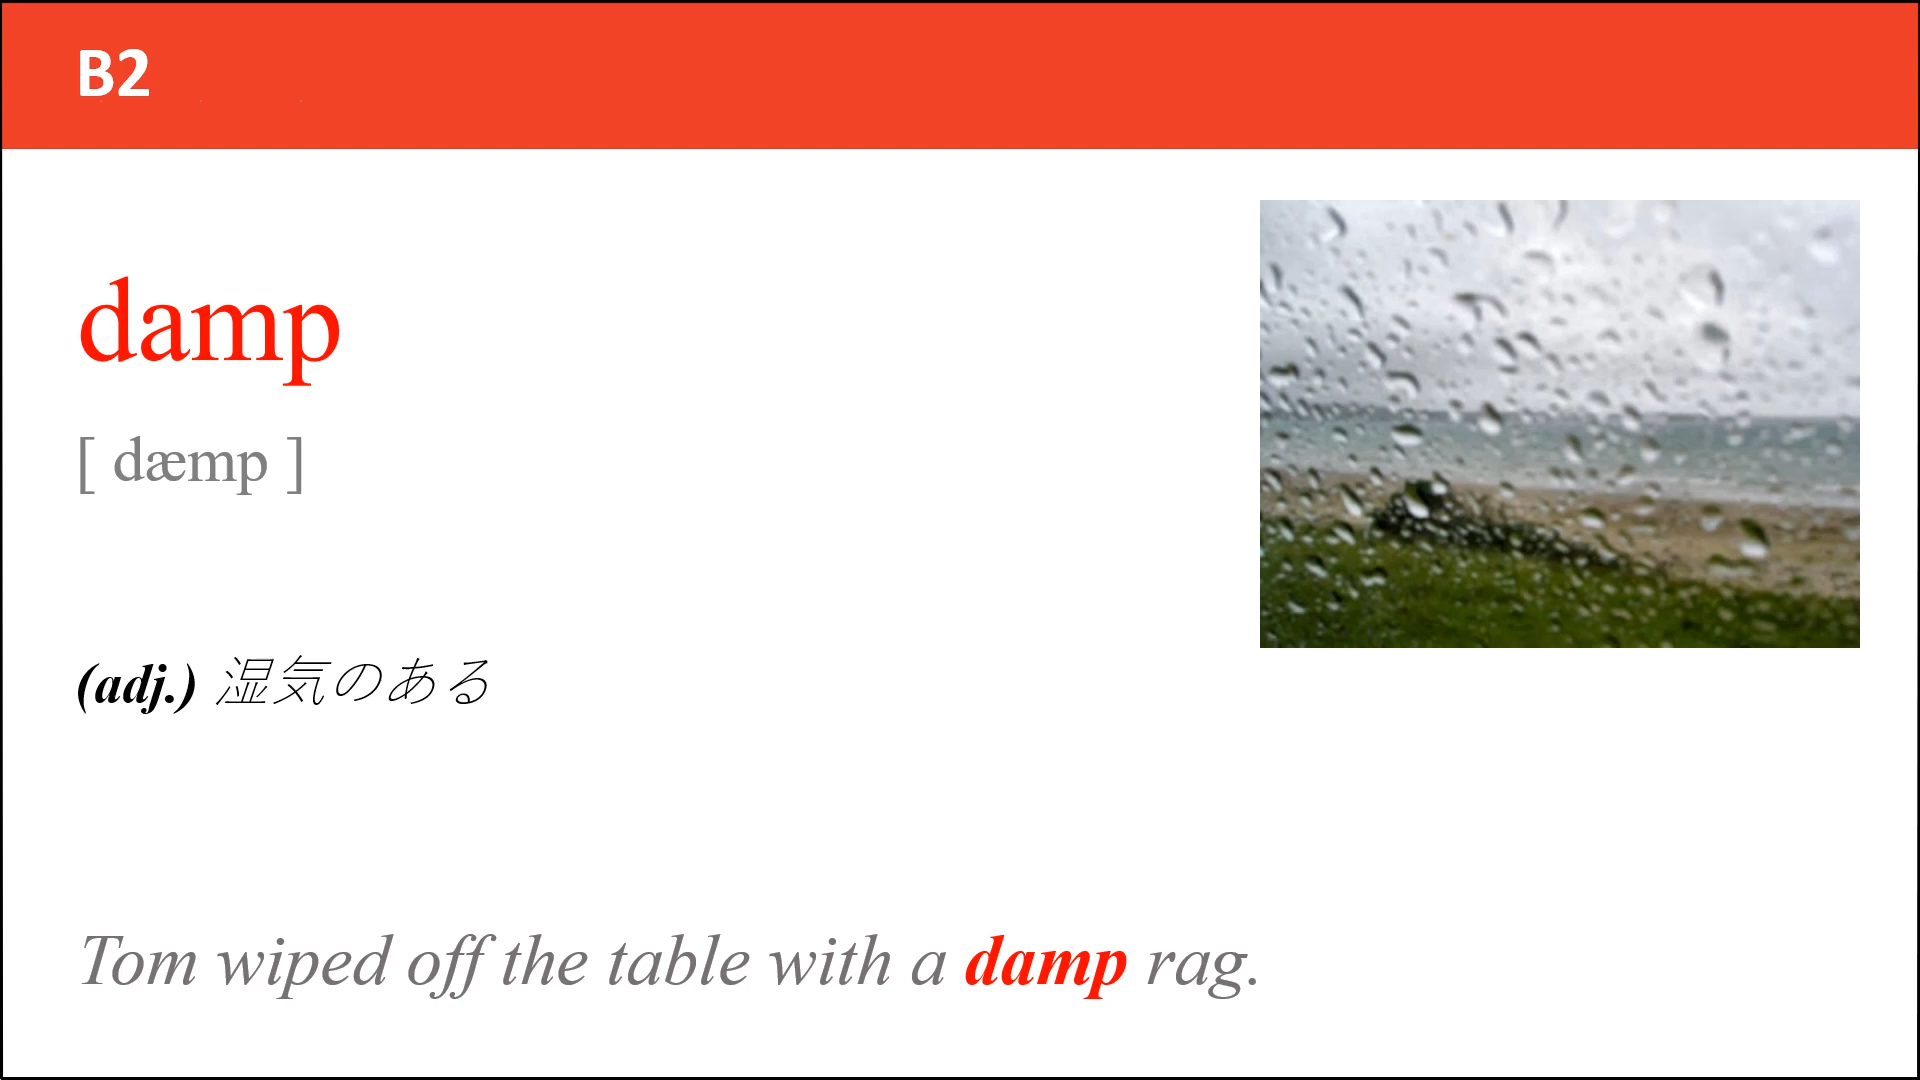 B2
damp
[ dæmp ]
(adj.) 湿気のある
Tom wiped off the table with a damp rag.